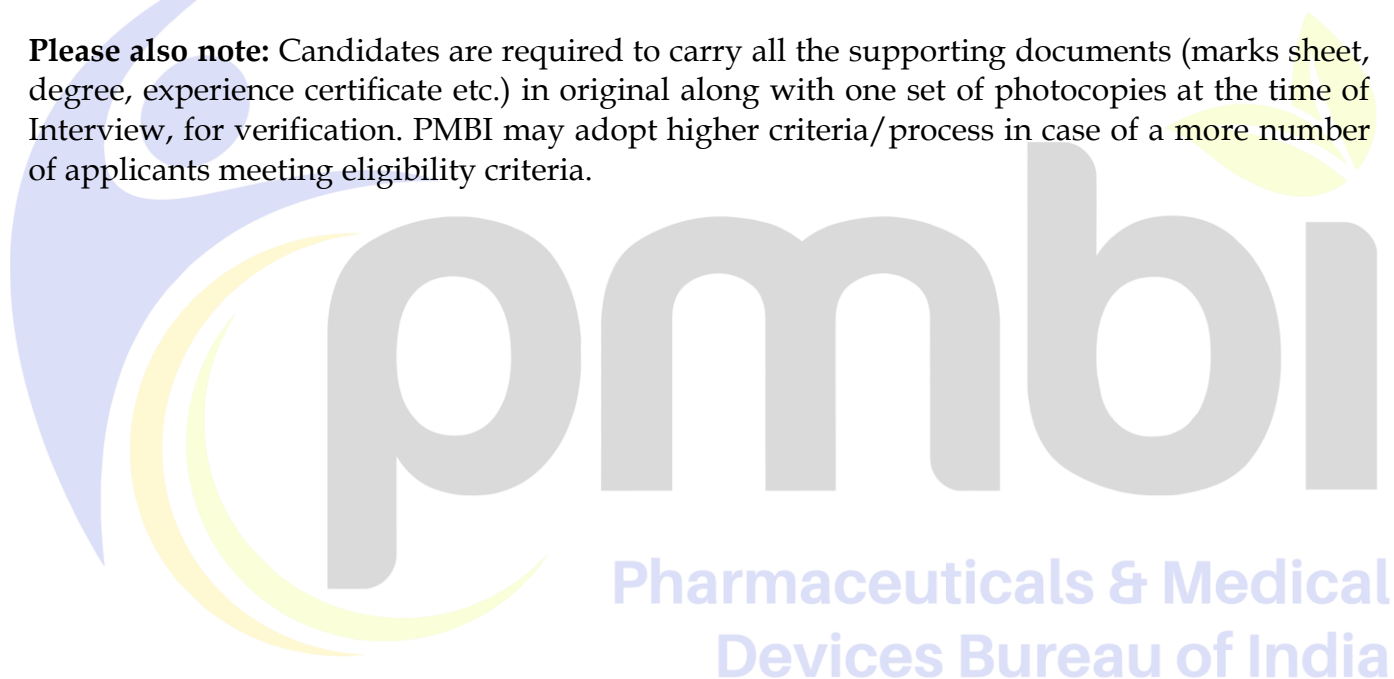 Please also note: Candidates are required to carry all the supporting documents (marks sheet,
degree, experience certificate etc.) in original along with one set of photocopies at the time of
Interview, for verification. PMBI may adopt higher criteria/process in case of a more number
of applicants meeting eligibility criteria.
pmbi
Pharmaceuticals & Medical
Devices Bureau of India